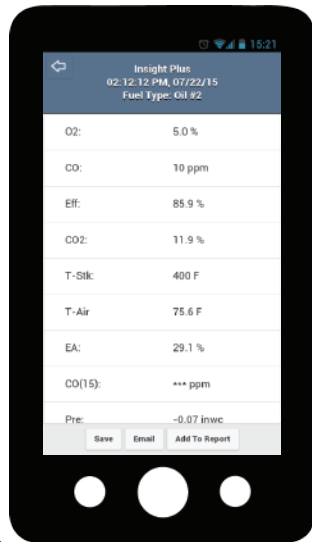 15:21
Insight Plus
02:12:12 PM, 07/22/15
Fuel Type: Oil #2
O2: 5.0 %
CO: 10 ppm
Eff: 85.9 %
CO2: 11.9 %
T-Stk: 400 F
T-Air 75.6 F
EA: 29.1 %
CO(15): *** ppm
Pre: -0.07 inwc
Save Email Add To Report